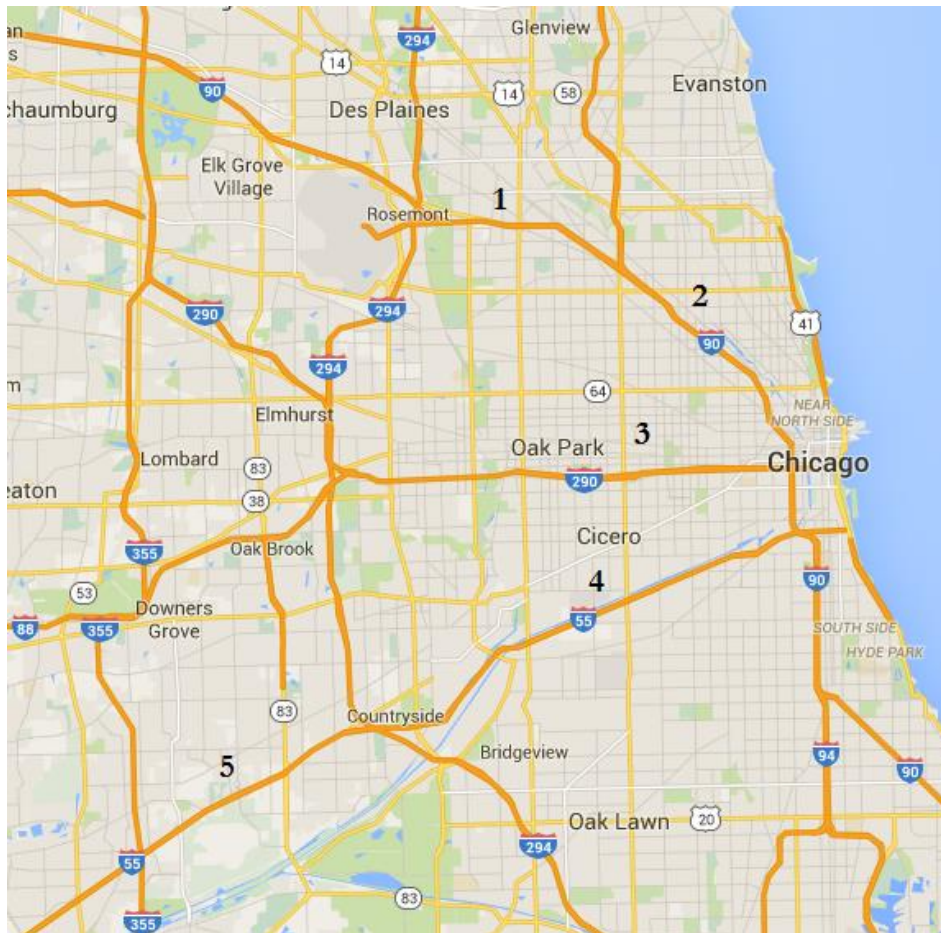 294
Glenview
14
90
14
58
Evanston
chaumburg
Des Plaines
Elk Grove
Village
1
Rosemont
2
290
294
41
90
294
64
Elmhurst
NEAR
NORTH SIDE
3
Oak Park
Lombard
83
Chicago
290
eaton
38
Cicero
355
Oak Brook
4
90
53
Downers
Grove
55
88
355
SOUTH SIDE
HYDE PARK
83
Countryside
Bridgeview
94
5
90
Oak Lawn
20
55
294
83
355